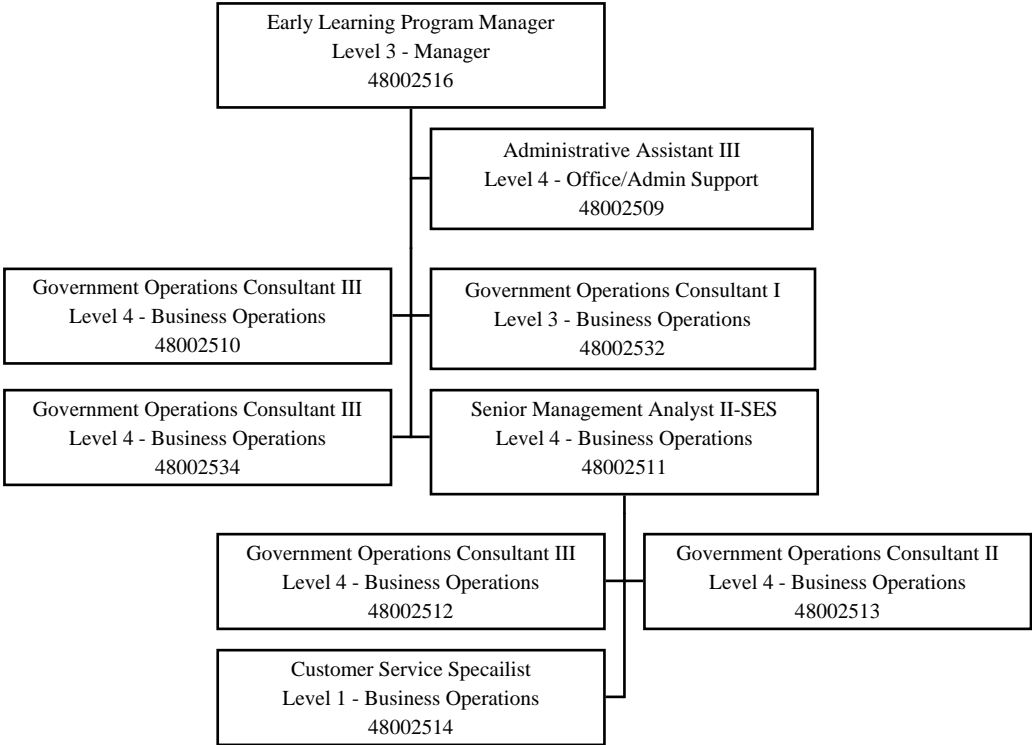 Early Learning Program Manager
Level 3 - Manager
48002516
Administrative Assistant III
Level 4 - Office/Admin Support
48002509
Government Operations Consultant III
Level 4 - Business Operations
48002510
Government Operations Consultant I
Level 3 - Business Operations
48002532
Government Operations Consultant III
Level 4 - Business Operations
48002534
Senior Management Analyst II-SES
Level 4 - Business Operations
48002511
Government Operations Consultant III
Level 4 - Business Operations
48002512
Government Operations Consultant II
Level 4 - Business Operations
48002513
Customer Service Specailist
Level 1 - Business Operations
48002514